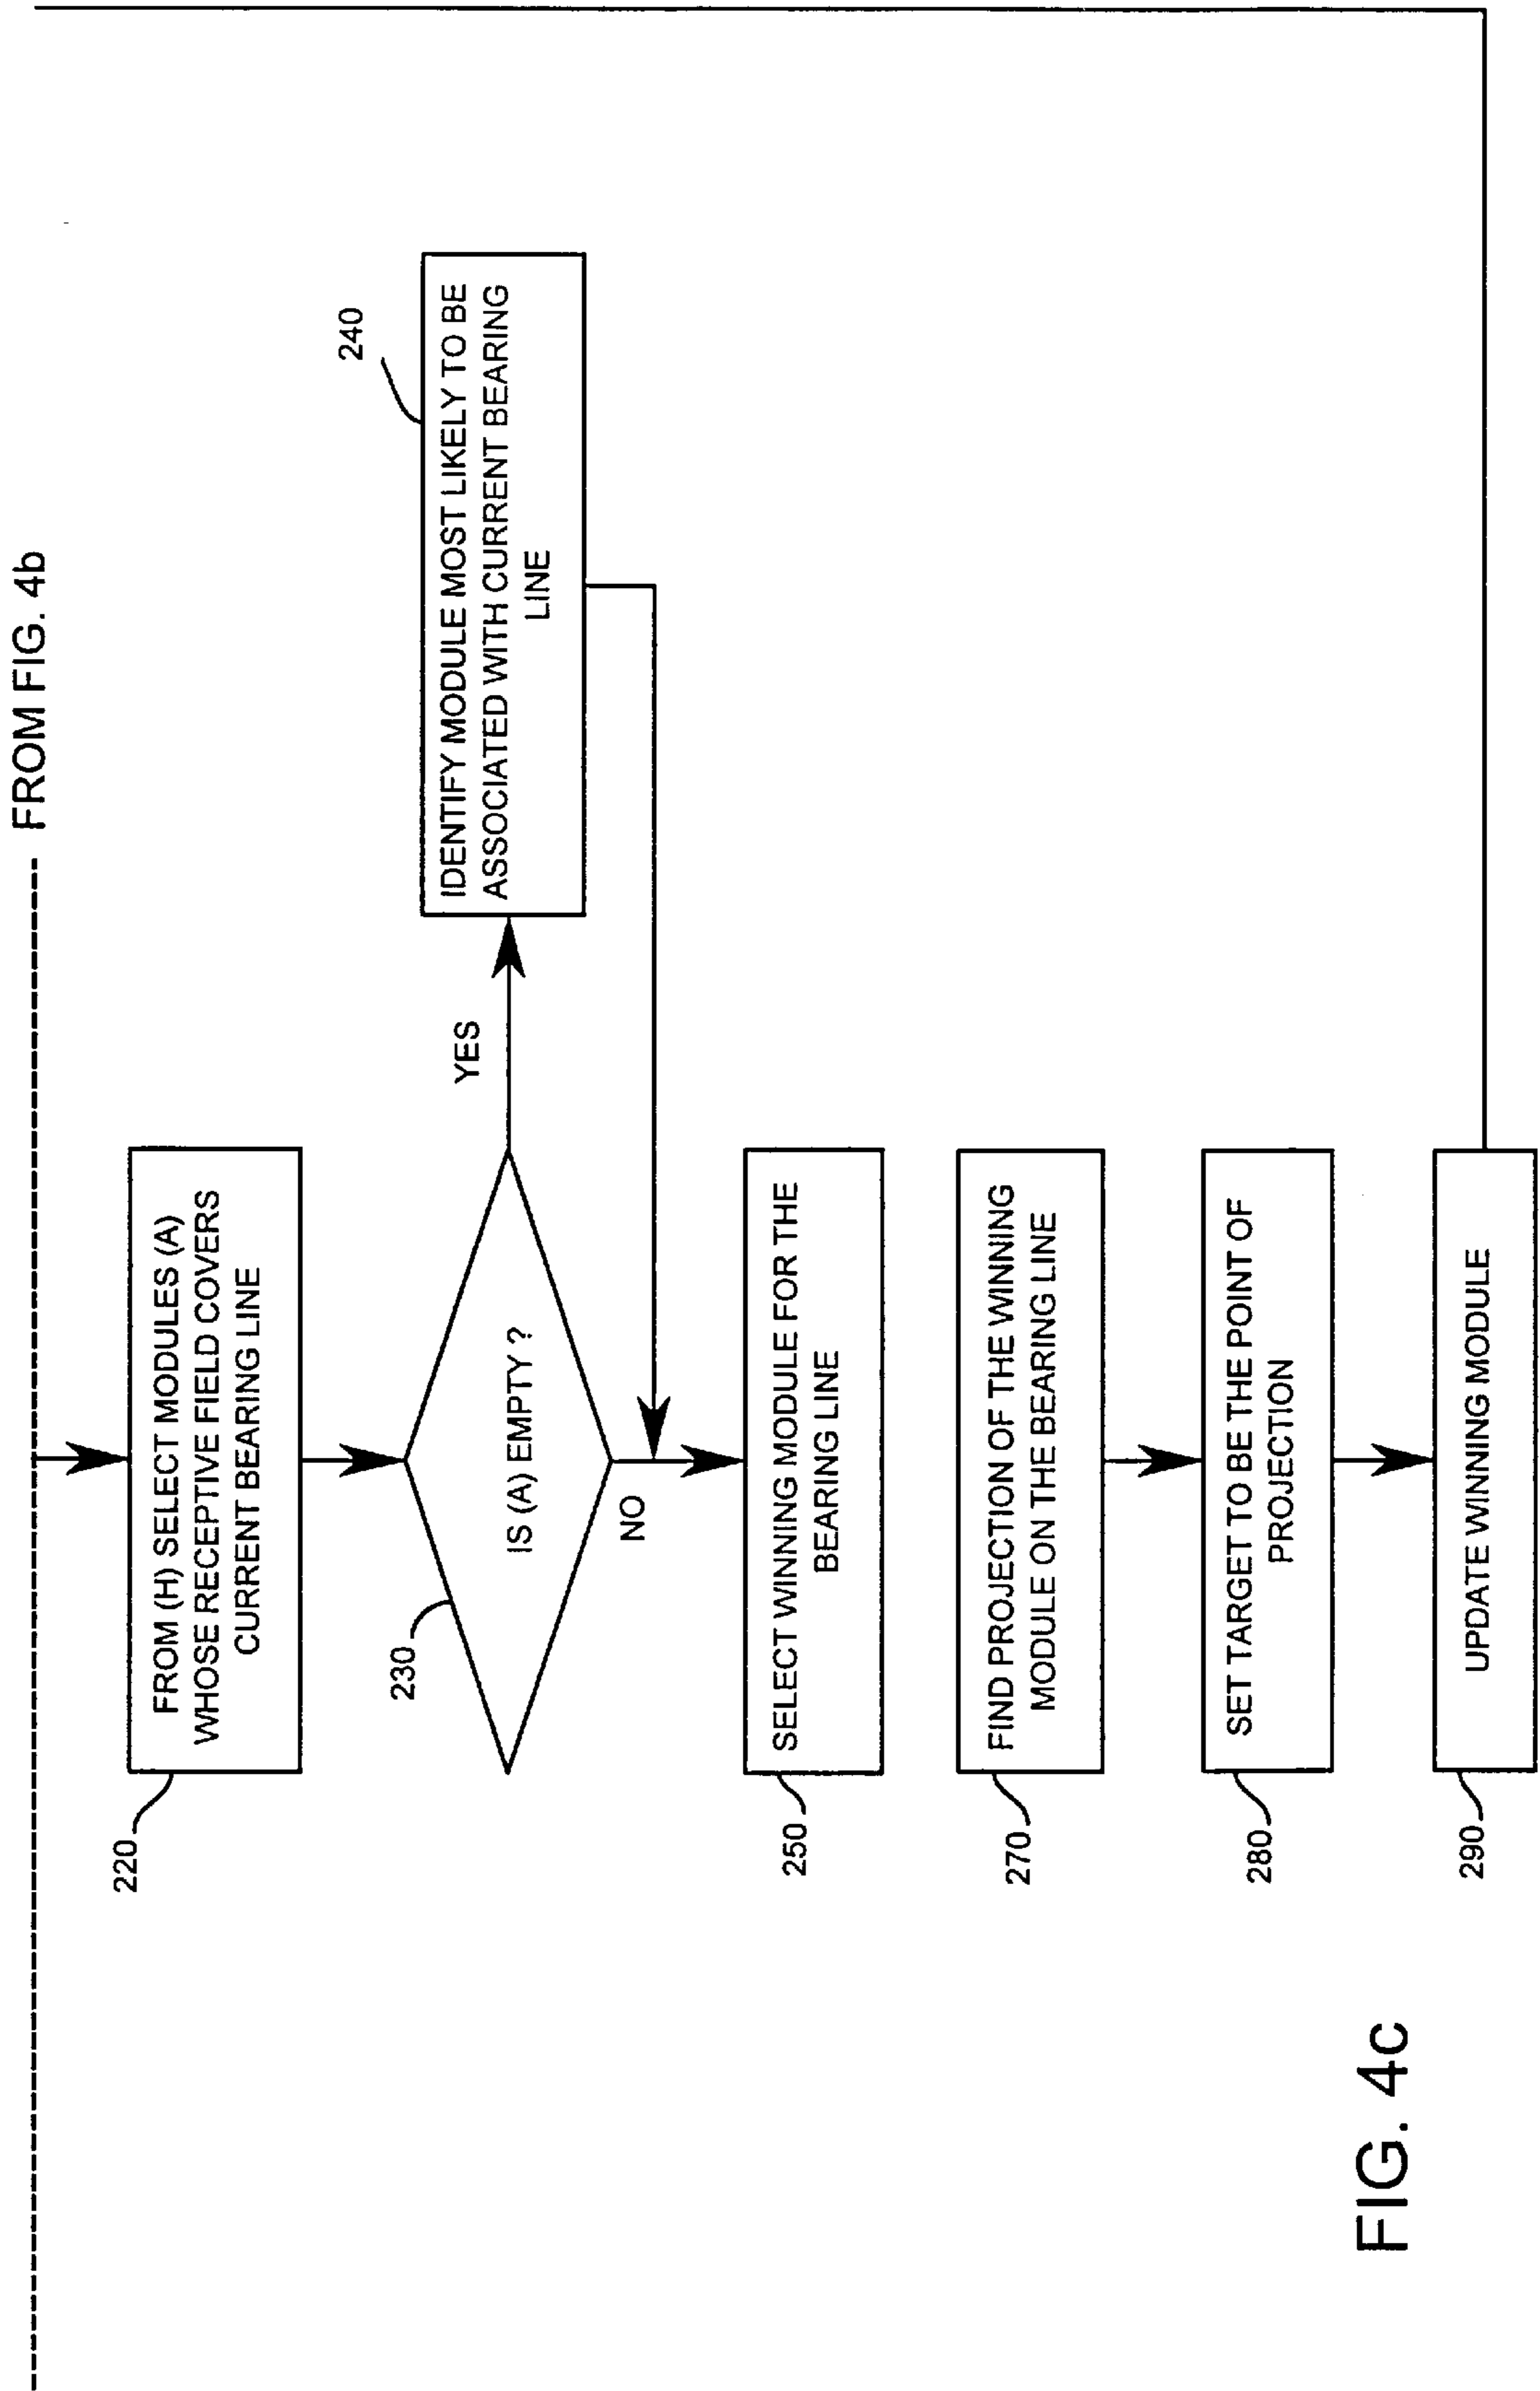 FROM FIG. 4b
220
FROM (H) SELECT MODULES (A)
WHOSE RECEPTIVE FIELD COVERS
CURRENT BEARING LINE
230
IS (A) EMPTY ?
YES
240
IDENTIFY MODULE MOST LIKELY TO BE
ASSOCIATED WITH CURRENT BEARING
LINE
NO
250
SELECT WINNING MODULE FOR THE
BEARING LINE
270
FIND PROJECTION OF THE WINNING
MODULE ON THE BEARING LINE
280
SET TARGET TO BE THE POINT OF
PROJECTION
290
UPDATE WINNING MODULE
FIG. 4c